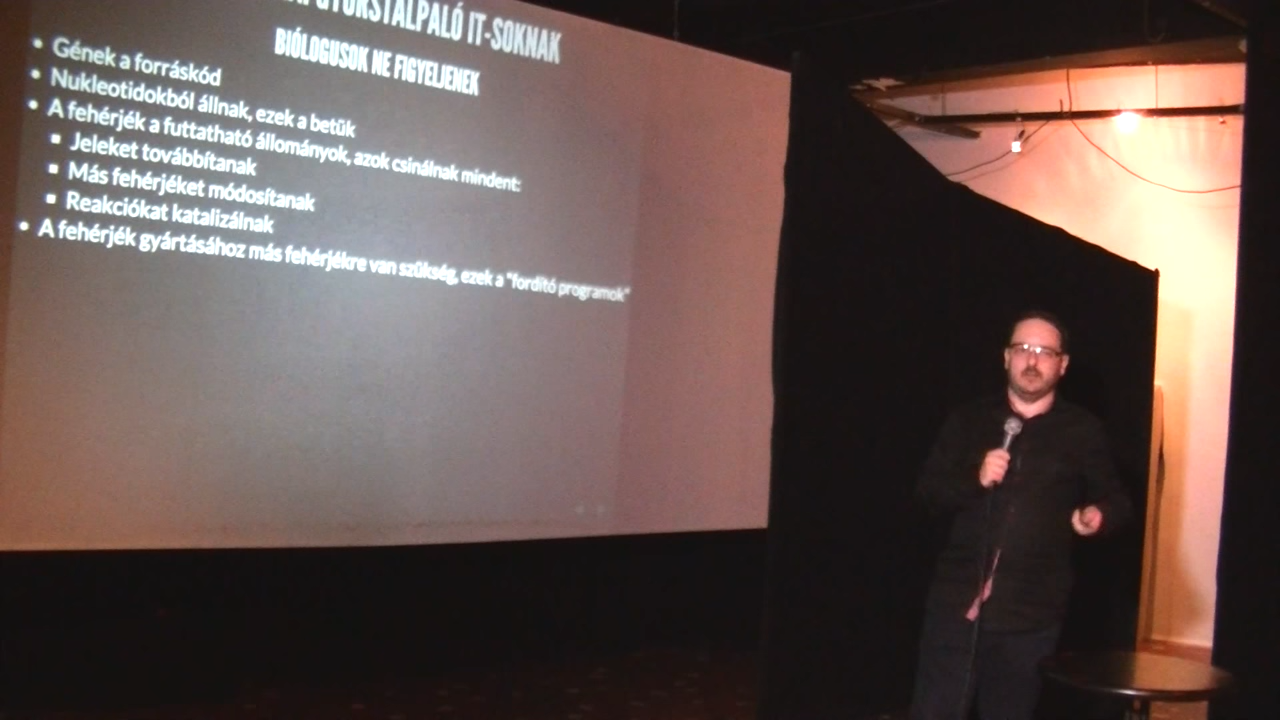 GYORSTALPALÓ IT-SOKNAK
BIÓLOGUSOK NE FIGYELJENEK
• Gének a forráskód
• Nukleotidokból állnak, ezek a betűk
• A fehérjék a futtatható állományok, azok csinálnak mindent:
▪ Jeleket továbbítanak
▪ Más fehérjéket módosítanak
▪ Reakciókat katalizálnak
• A fehérjék gyártásához más fehérjékre van szükség, ezek a "fordító programok"